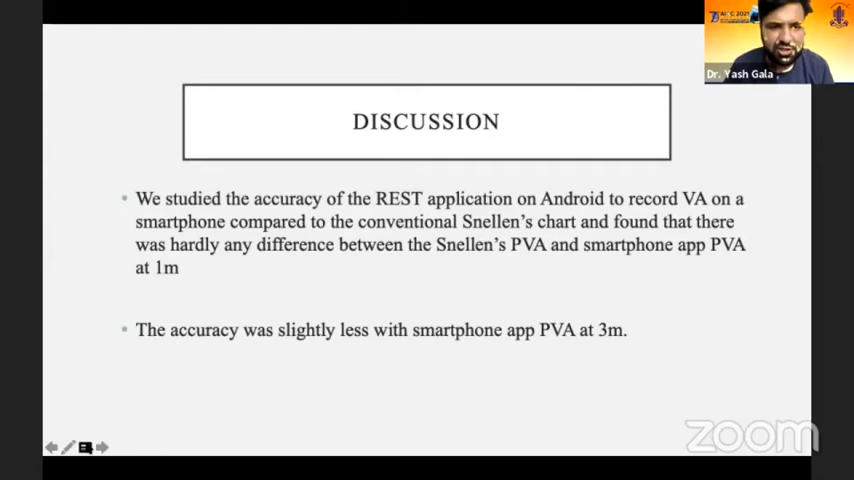 AIOC 2021
Dr. Yash Gala
DISCUSSION
• We studied the accuracy of the REST application on Android to record VA on a
smartphone compared to the conventional Snellen's chart and found that there
was hardly any difference between the Snellen's PVA and smartphone app PVA
at 1m
• The accuracy was slightly less with smartphone app PVA at 3m.
zoom